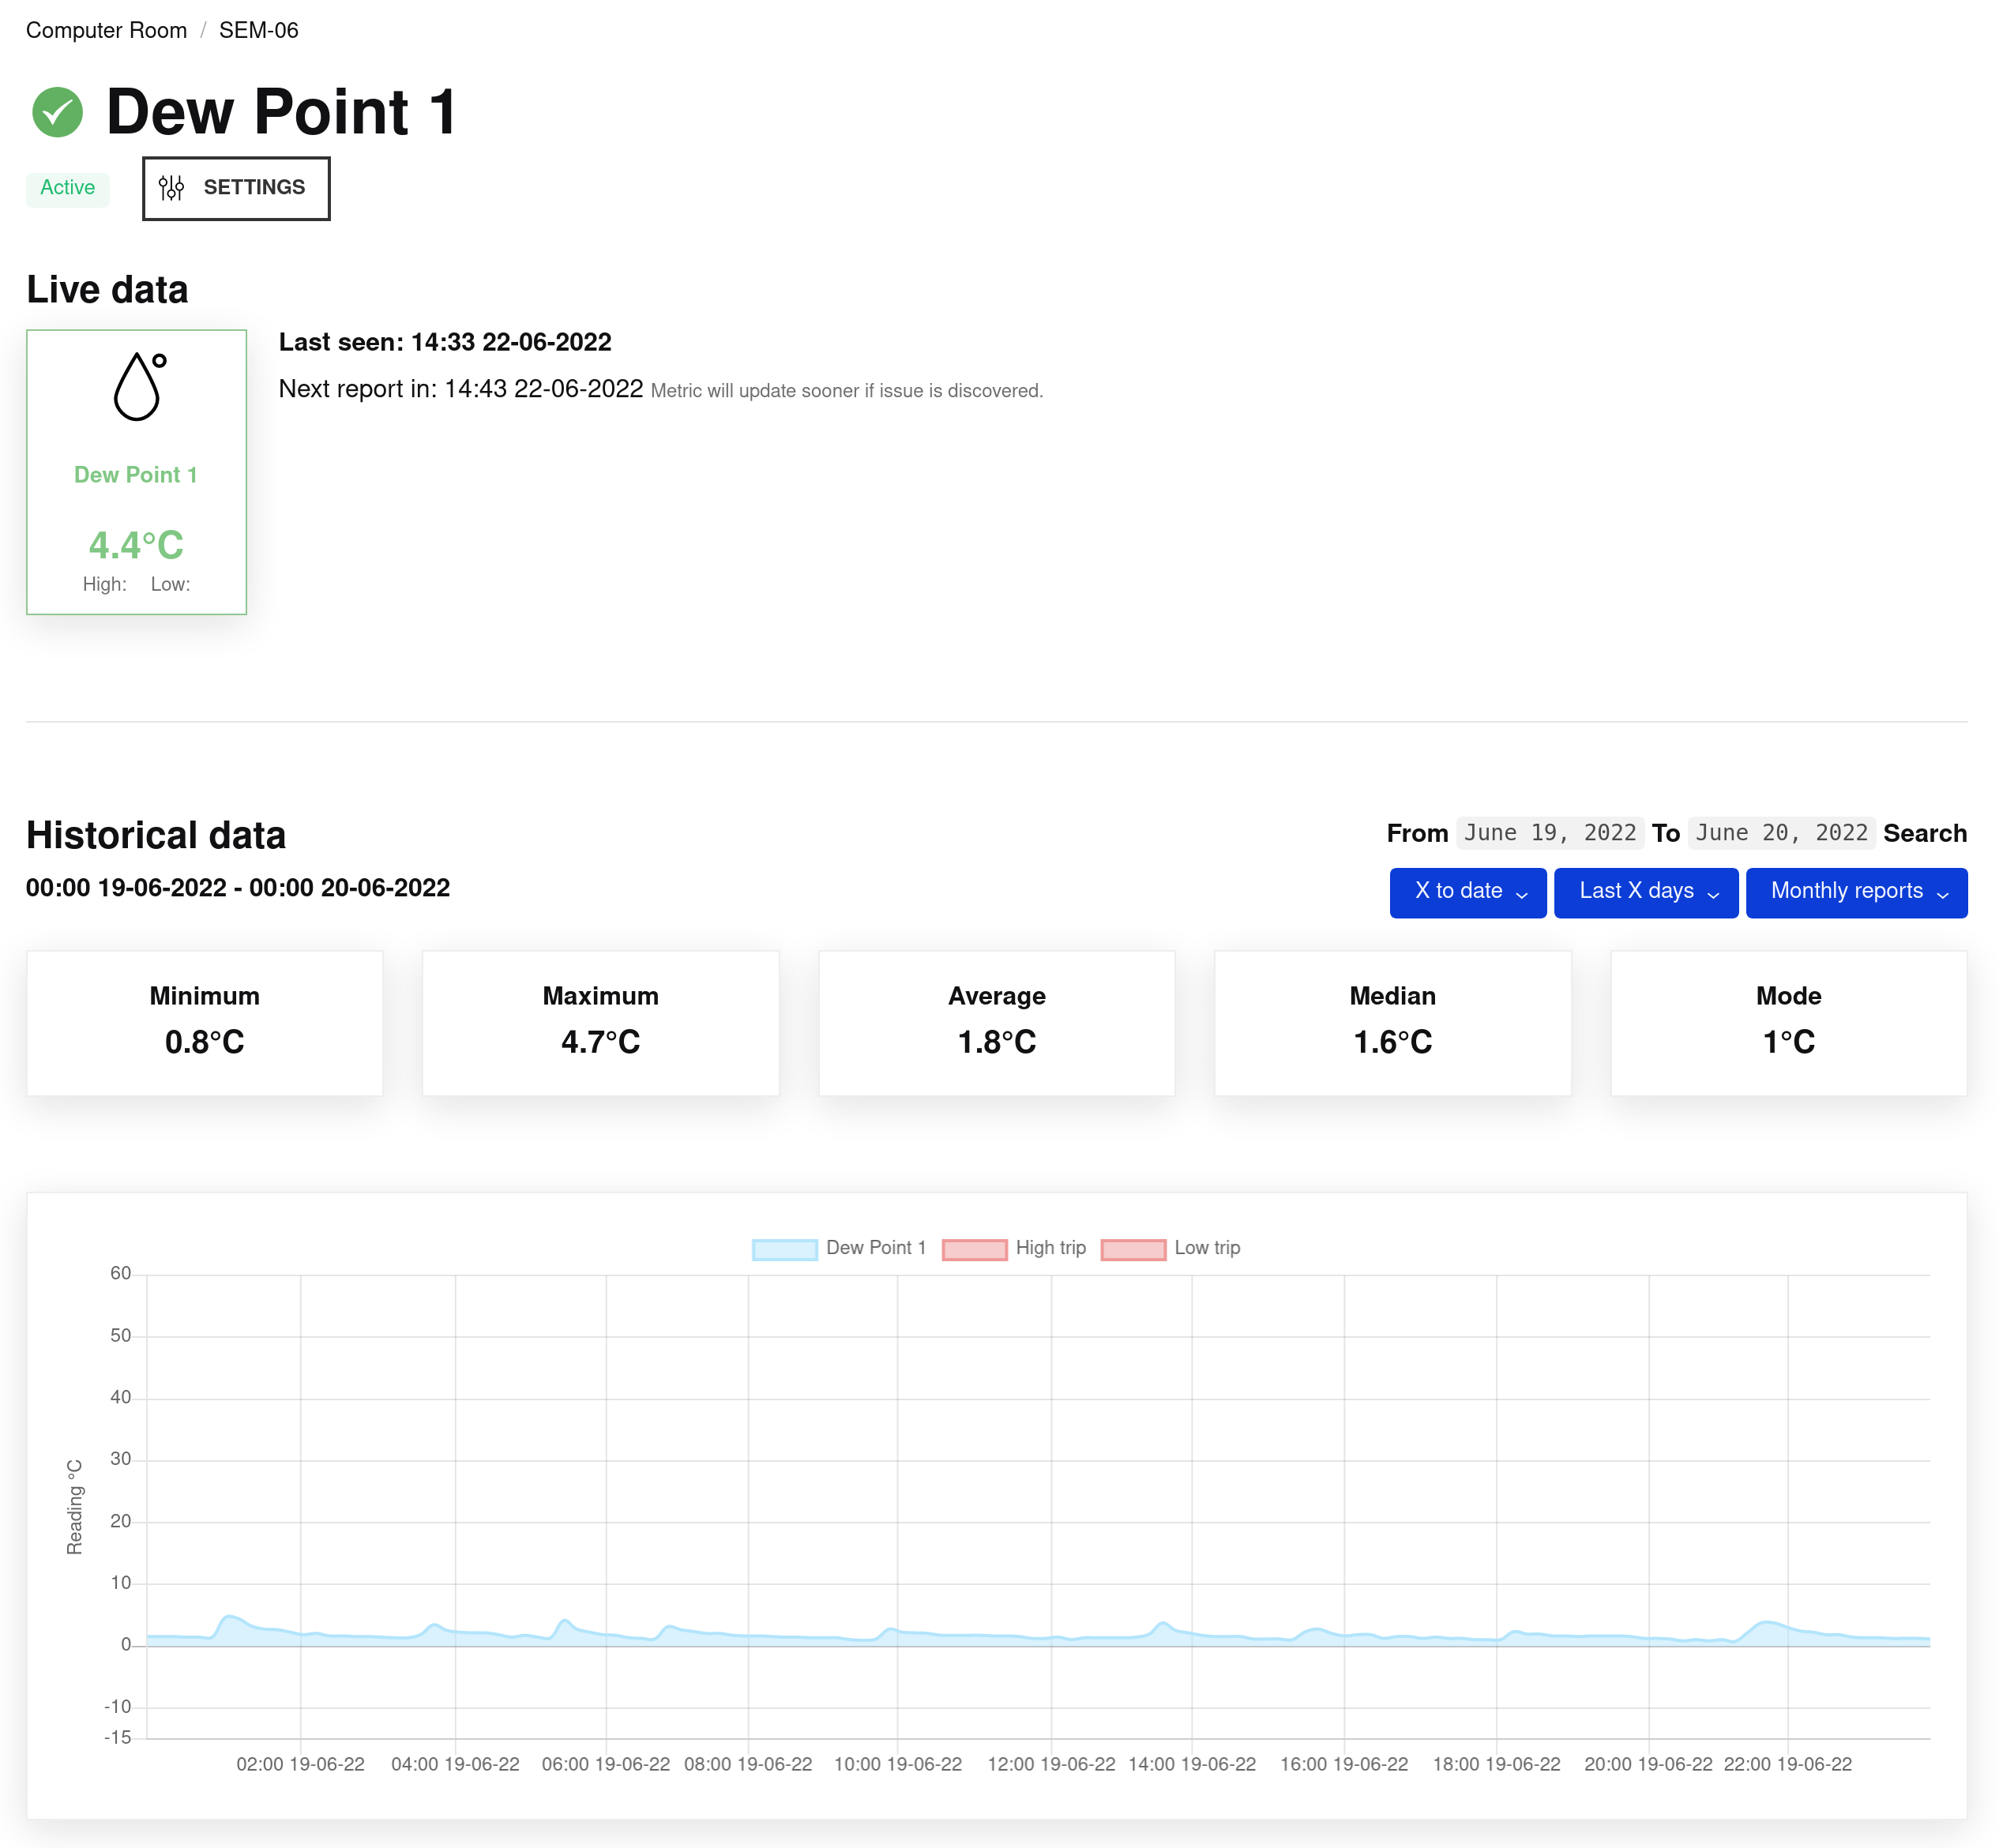 Computer Room / SEM-06
Dew Point 1
Active
SETTINGS
Live data
Last seen: 14:33 22-06-2022
Next report in: 14:43 22-06-2022 Metric will update sooner if issue is discovered.
Dew Point 1
4.4°C
High: Low:
Historical data
From June 19, 2022 To June 20, 2022 Search
00:00 19-06-2022 - 00:00 20-06-2022
X to date Last X days Monthly reports
Minimum
0.8°C
Maximum
4.7°C
Average
1.8°C
Median
1.6°C
Mode
1°C
Dew Point 1 High trip Low trip
Reading °C
60
50
40
30
20
10
0
-10
-15
02:00 19-06-22 04:00 19-06-22 06:00 19-06-22 08:00 19-06-22 10:00 19-06-22 12:00 19-06-22 14:00 19-06-22 16:00 19-06-22 18:00 19-06-22 20:00 19-06-22 22:00 19-06-22